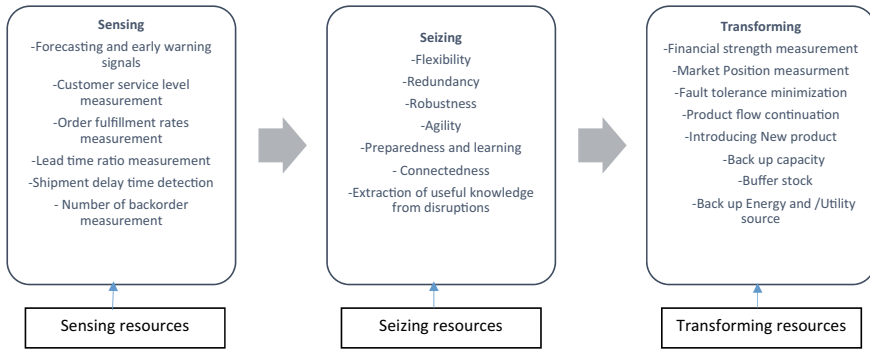 Sensing
-Forecasting and early warning
signals
-Customer service level
measurement
-Order fulfillment rates
measurement
-Lead time ratio measurement
-Shipment delay time detection
- Number of backorder
measurement
Seizing
-Flexibility
-Redundancy
-Robustness
-Agility
-Preparedness and learning
- Connectedness
-Extraction of useful knowledge
from disruptions
Transforming
-Financial strength measurement
-Market Position measurment
-Fault tolerance minimization
-Product flow continuation
-Introducing New product
-Back up capacity
-Buffer stock
-Back up Energy and /Utility
source
Sensing resources
Seizing resources
Transforming resources